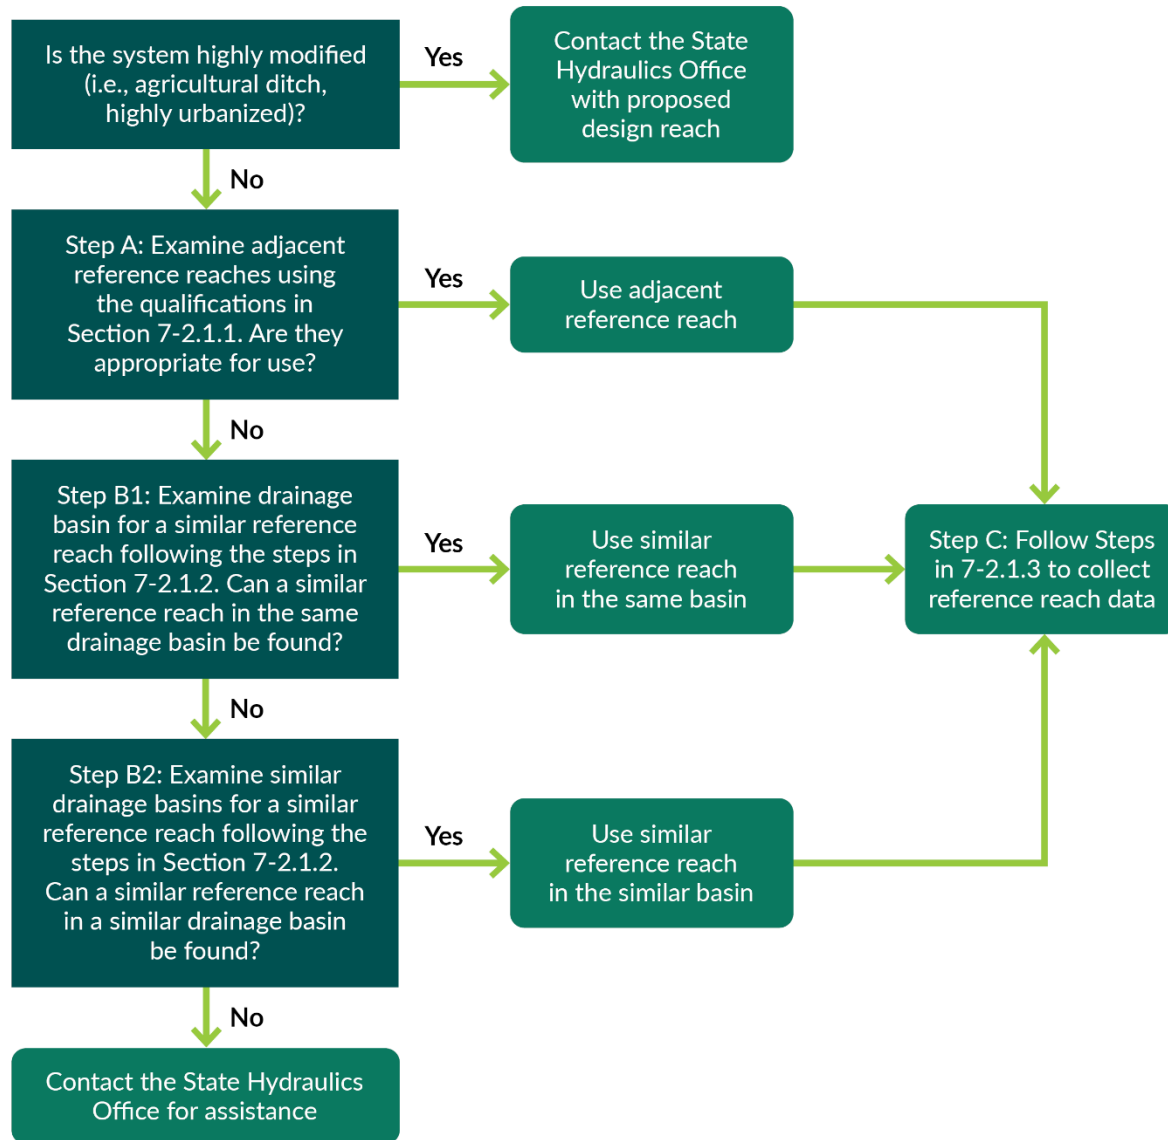 Is the system highly modified
(i.e., agricultural ditch,
highly urbanized)?
Yes
Contact the State
Hydraulics Office
with proposed
design reach
No
Step A: Examine adjacent
reference reaches using
the qualifications in
Section 7-2.1.1. Are they
appropriate for use?
Yes
Use adjacent
reference reach
No
Step B1: Examine drainage
basin for a similar reference
reach following the steps in
Section 7-2.1.2. Can a similar
reference reach in the same
drainage basin be found?
Yes
Use similar
reference reach
in the same basin
Step C: Follow Steps
in 7-2.1.3 to collect
reference reach data
No
Step B2: Examine similar
drainage basins for a similar
reference reach following the
steps in Section 7-2.1.2.
Can a similar reference reach
in a similar drainage basin
be found?
Yes
Use similar
reference reach
in the similar basin
No
Contact the State Hydraulics
Office for assistance